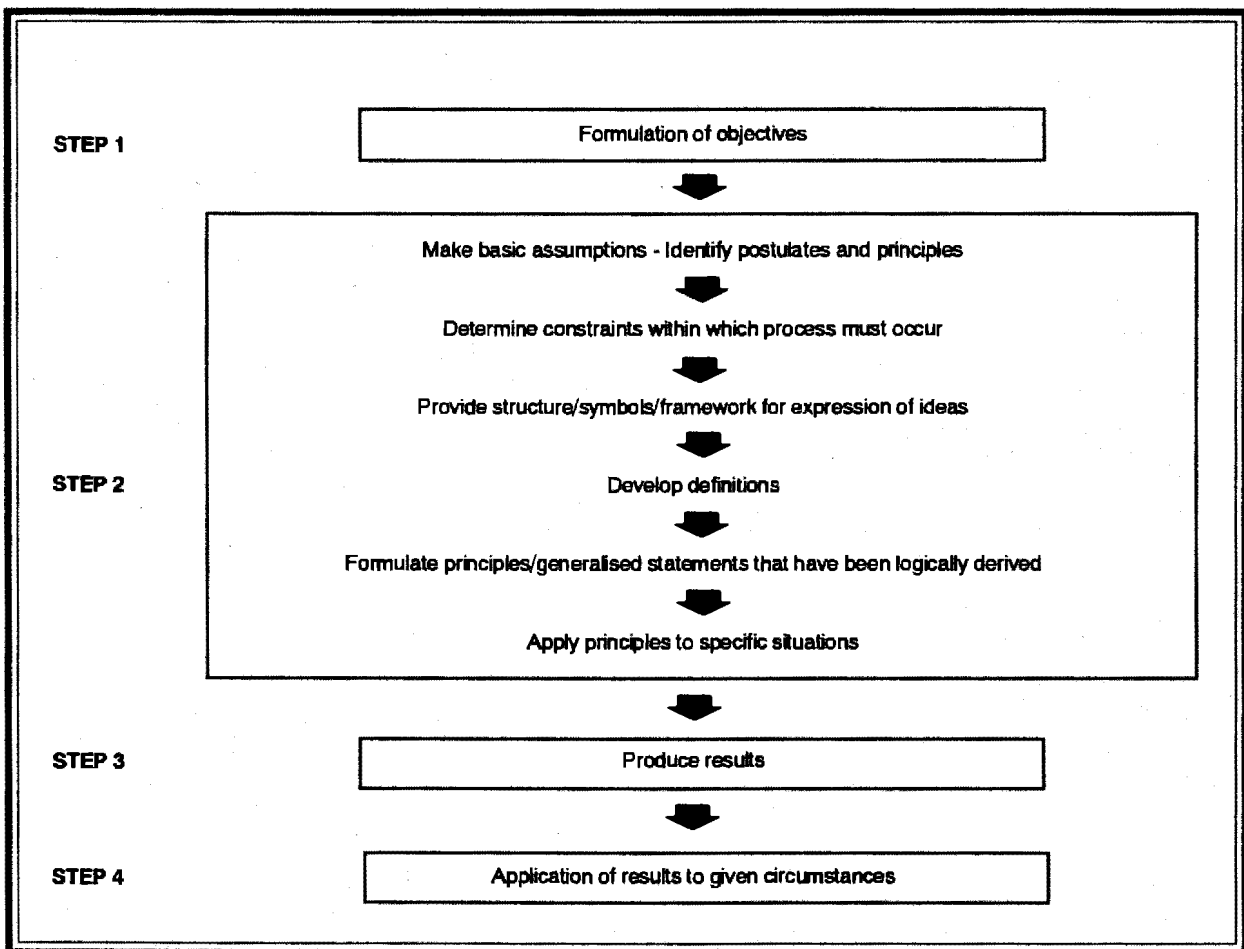 STEP 1
Formulation of objectives
Make basic assumptions - Identify postulates and principles
Determine constraints within which process must occur
Provide structure/symbols/framework for expression of ideas
STEP 2
Develop definitions
Formulate principles/generalised statements that have been logically derived
Apply principles to specific situations
STEP 3
Produce results
STEP 4
Application of results to given circumstances